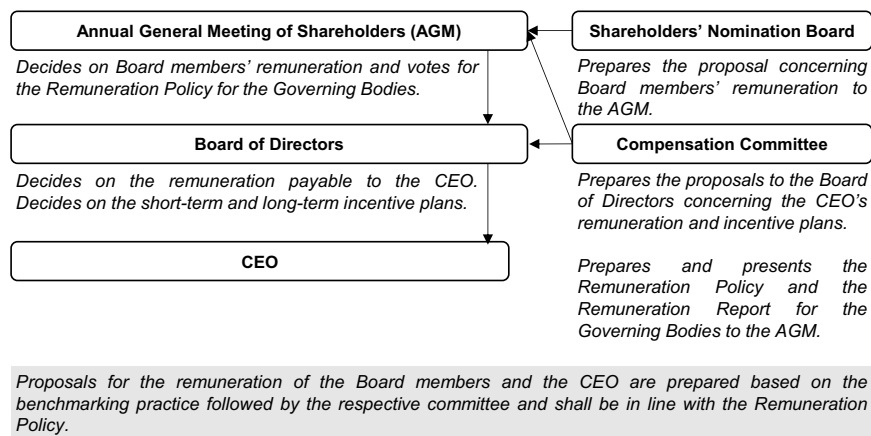 Annual General Meeting of Shareholders (AGM)
Decides on Board members' remuneration and votes for
the Remuneration Policy for the Governing Bodies.
Shareholders' Nomination Board
Prepares the proposal concerning
Board members' remuneration to
the AGM.
Board of Directors
Decides on the remuneration payable to the CEO.
Decides on the short-term and long-term incentive plans.
Compensation Committee
Prepares the proposals to the Board
of Directors concerning the CEO's
remuneration and incentive plans.
Prepares and presents the
Remuneration Policy and the
Remuneration Report for the
Governing Bodies to the AGM.
CEO
Proposals for the remuneration of the Board members and the CEO are prepared based on the
benchmarking practice followed by the respective committee and shall be in line with the Remuneration
Policy.